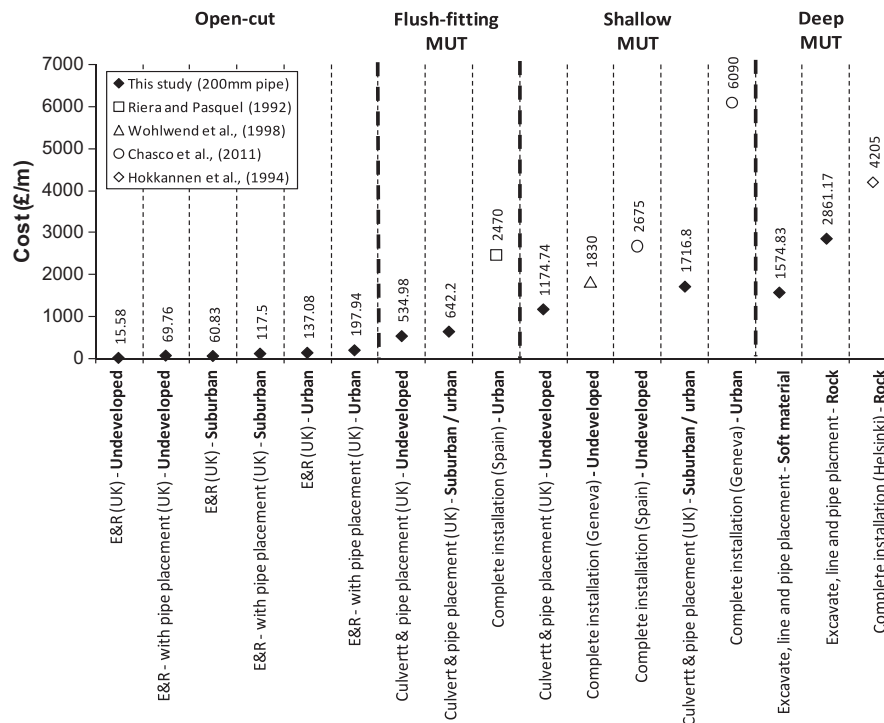 Open-cut
Flush-fitting
MUT
Shallow
MUT
Deep
MUT
Cost (£/m)
7000
6000
5000
4000
3000
2000
1000
0
This study (200mm pipe)
Riera and Pasquel (1992)
Wohlwend et al., (1998)
Chasco et al., (2011)
Hokkannen et al., (1994)
15.58
69.76
60.83
117.5
137.08
197.94
534.98
642.2
2470
1174.74
1830
2675
1716.8
6090
1574.83
2861.17
4205
E&R (UK) - Undeveloped
E&R - with pipe placement (UK) - Undeveloped
E&R (UK) - Suburban
E&R - with pipe placement (UK) - Suburban
E&R (UK) - Urban
E&R - with pipe placement (UK) - Urban
Culvertt & pipe placement (UK) - Undeveloped
Culvert & pipe placement (UK) - Suburban / urban
Complete installation (Spain) - Urban
Culvertt & pipe placement (UK) - Undeveloped
Complete installation (Geneva) - Undeveloped
Complete installation (Spain) - Undeveloped
Culvertt & pipe placement (UK) - Suburban / urban
Complete installation (Geneva) - Urban
Excavate, line and pipe placement - Soft material
Excavate, line and pipe placment - Rock
Complete installation (Helsinki) - Rock